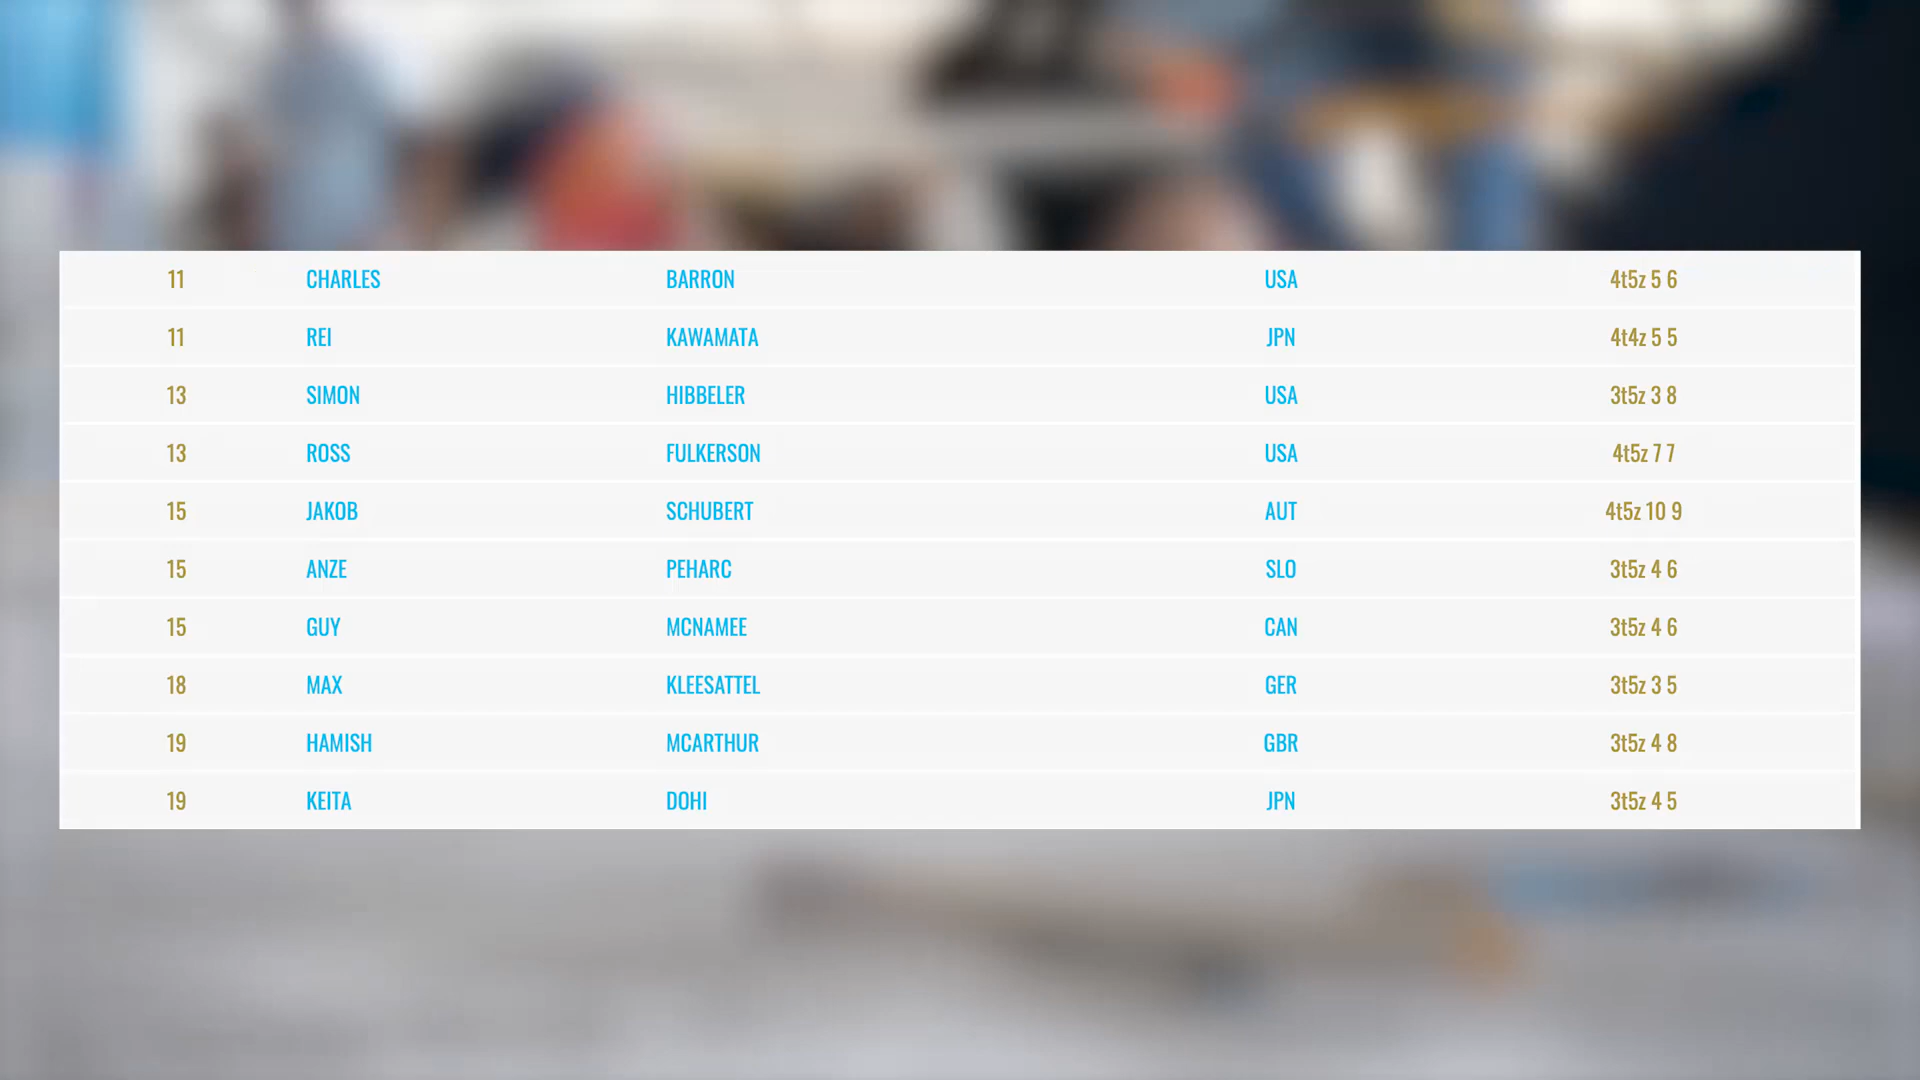 11 CHARLES BARRON USA 4t5z 5 6
11 REI KAWAMATA JPN 4t4z 5 5
13 SIMON HIBBELER USA 3t5z 3 8
13 ROSS FULKERSON USA 4t5z 7 7
15 JAKOB SCHUBERT AUT 4t5z 10 9
15 ANZE PEHARC SLO 3t5z 4 6
15 GUY MCNAMEE CAN 3t5z 4 6
18 MAX KLEESATTEL GER 3t5z 3 5
19 HAMISH MCARTHUR GBR 3t5z 4 8
19 KEITA DOHI JPN 3t5z 4 5